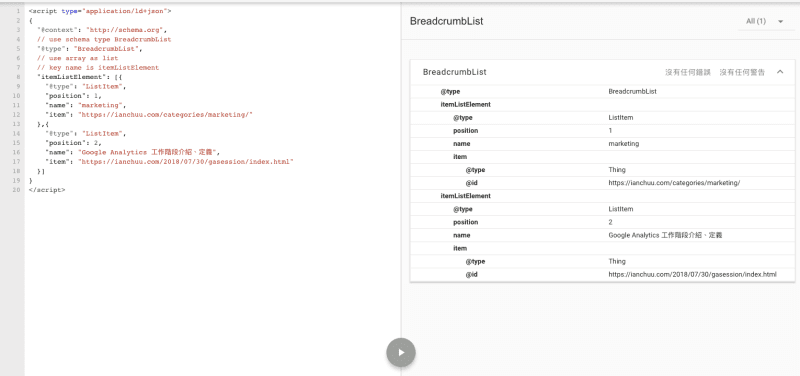 1 <script type="application/ld+json">
2 {
3 "@context": "http://schema.org",
4 // use schema type BreadcrumbList
5 "@type": "BreadcrumbList",
6 // use array as list
7 // key name is itemListElement
8 "itemListElement": [{
9 "@type": "ListItem",
10 "position": 1,
11 "name": "marketing",
12 "item": "https://ianchuu.com/categories/marketing/"
13 },{
14 "@type": "ListItem",
15 "position": 2,
16 "name": "Google Analytics 工作階段介紹、定義",
17 "item": "https://ianchuu.com/2018/07/30/gasession/index.html"
18 }]
19 }
20 </script>
BreadcrumbList All (1)
BreadcrumbList 沒有任何錯誤 沒有任何警告
@type BreadcrumbList
itemListElement
@type ListItem
position 1
name marketing
item
@type Thing
@id https://ianchuu.com/categories/marketing/
itemListElement
@type ListItem
position 2
name Google Analytics 工作階段介紹、定義
item
@type Thing
@id https://ianchuu.com/2018/07/30/gasession/index.html